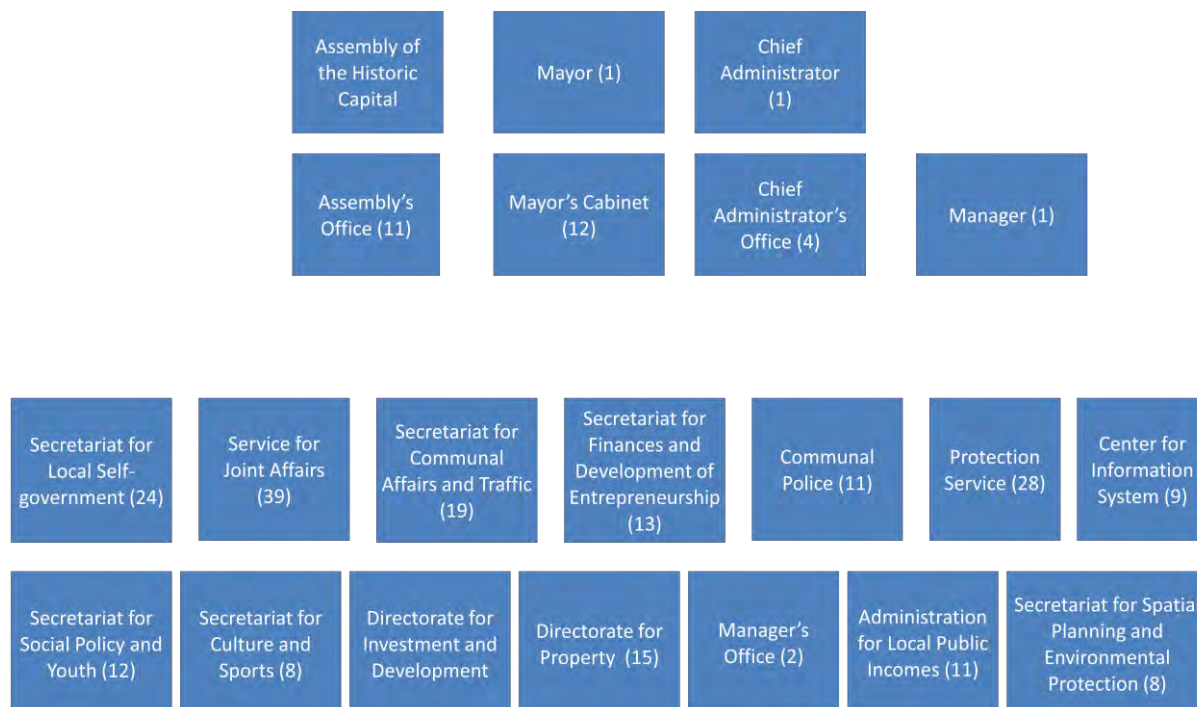 Assembly of
the Historic
Capital
Mayor (1)
Chief
Administrator
(1)
Assembly’s
Office (11)
Mayor’s Cabinet
(12)
Chief
Administrator’s
Office (4)
Manager (1)
Secretariat for
Local Self-
government (24)
Service for
Joint Affairs
(39)
Secretariat for
Communal
Affairs and Traffic
(19)
Secretariat for
Finances and
Development of
Entrepreneurship
(13)
Communal
Police (11)
Protection
Service (28)
Center for
Information
System (9)
Secretariat for
Social Policy and
Youth (12)
Secretariat for
Culture and
Sports (8)
Directorate for
Investment and
Development
Directorate for
Property (15)
Manager’s
Office (2)
Administration
for Local Public
Incomes (11)
Secretariat for Spatial
Planning and
Environmental
Protection (8)